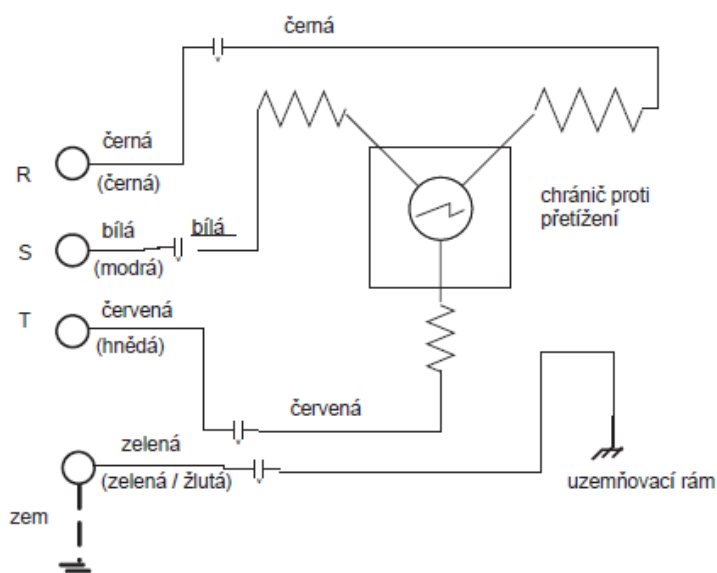 černá
R
černá
(černá)
chránič proti
přetížení
S
bílá
(modrá)
bílá
T
červená
(hnědá)
červená
zelená
(zelená / žlutá)
uzemňovací rám
zem